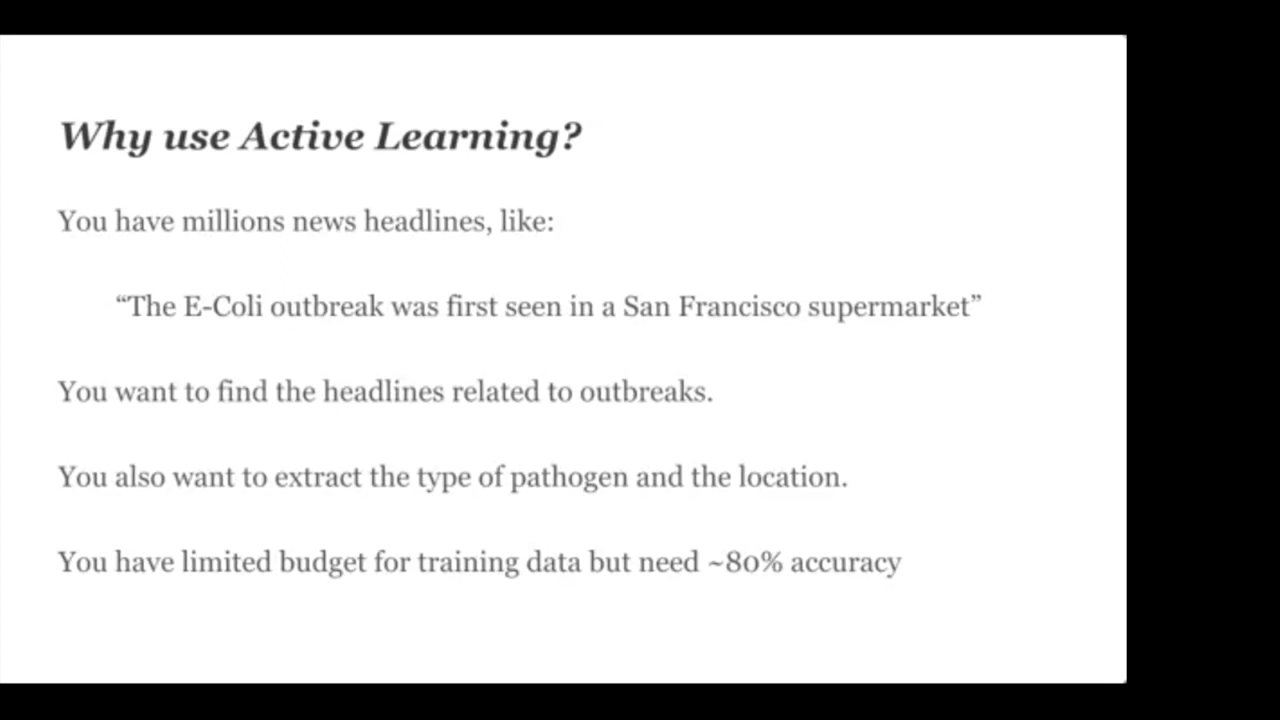 Why use Active Learning?
You have millions news headlines, like:
“The E-Coli outbreak was first seen in a San Francisco supermarket”
You want to find the headlines related to outbreaks.
You also want to extract the type of pathogen and the location.
You have limited budget for training data but need ~80% accuracy